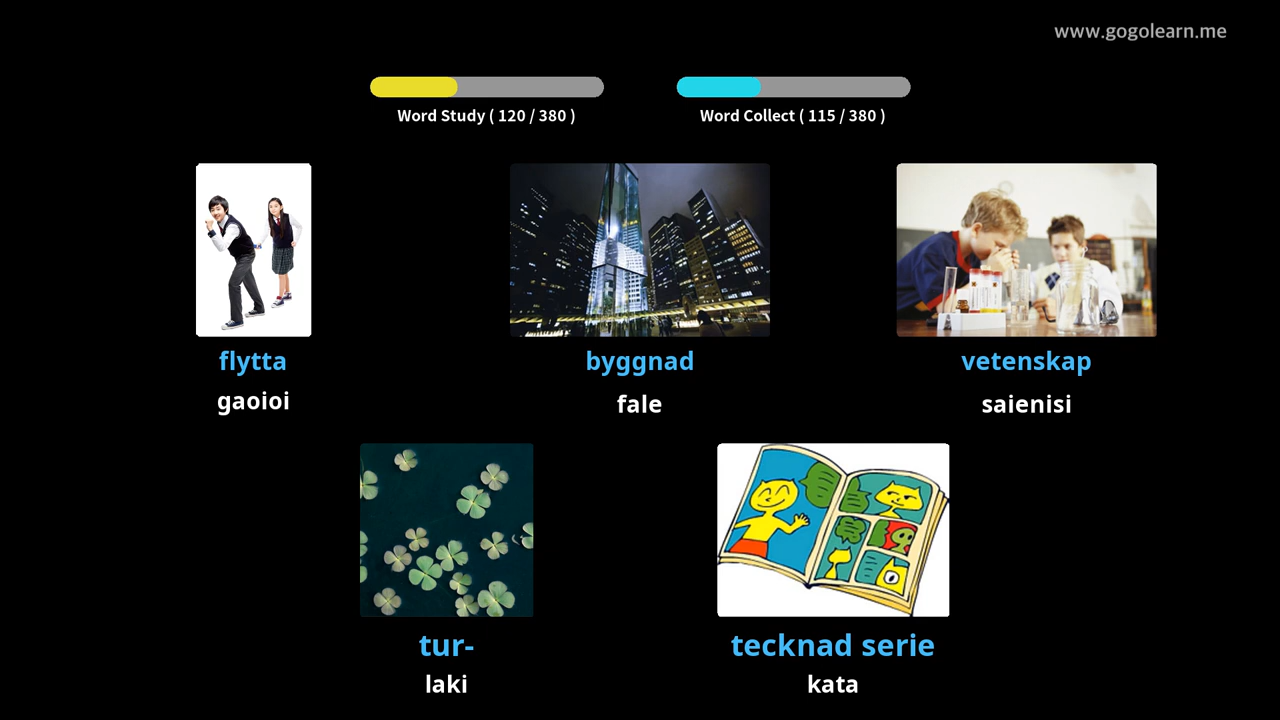 www.gogolearn.me
Word Study ( 120 / 380 )
Word Collect ( 115 / 380 )
flytta
gaoioi
byggnad
fale
vetenskap
saienisi
tur-
laki
tecknad serie
kata